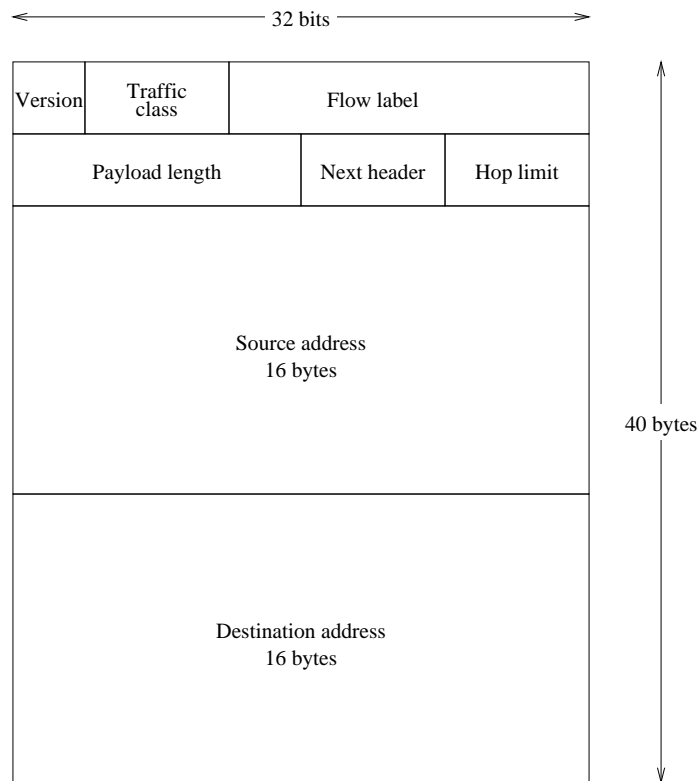 32 bits
Version
Traffic
class
Flow label
Payload length
Next header
Hop limit
Source address
16 bytes
40 bytes
Destination address
16 bytes